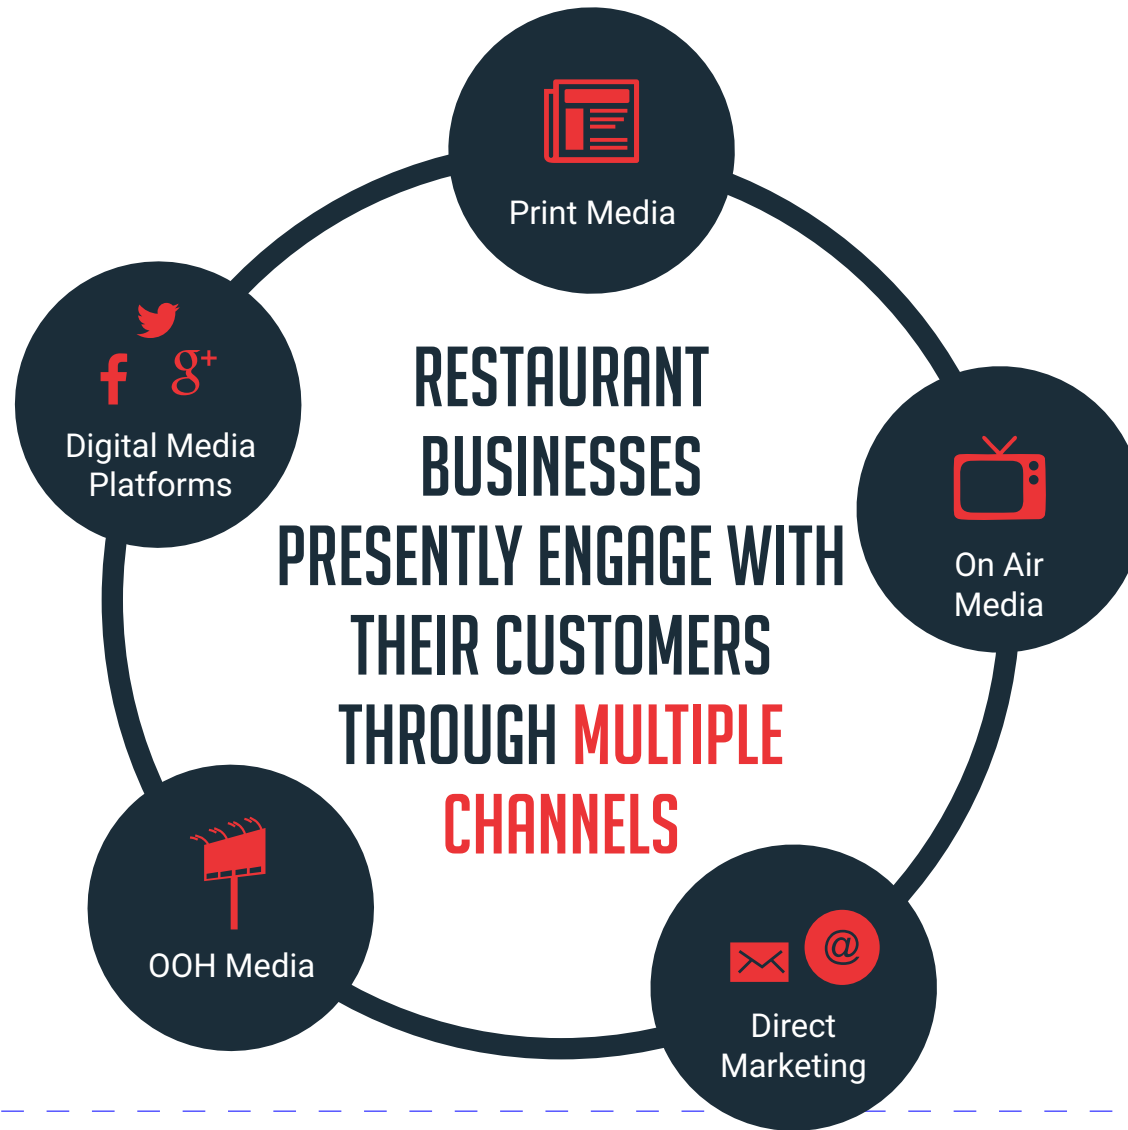 Print Media
g+
Digital Media
Platforms
RESTAURANT
BUSINESSES
PRESENTLY ENGAGE WITH
THEIR CUSTOMERS
THROUGH MULTIPLE
CHANNELS
On Air
Media
OOH Media
@
Direct
Marketing